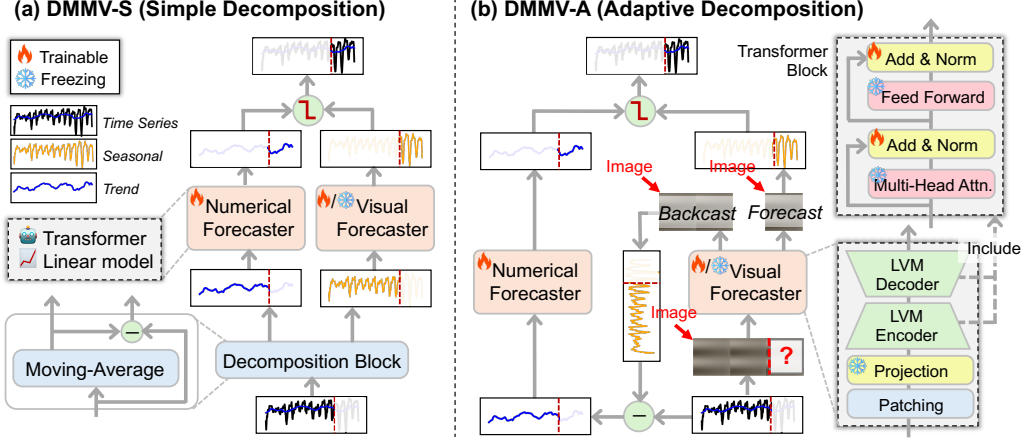 (a) DMMV-S (Simple Decomposition)
Trainable
Freezing
Time Series
Seasonal
Trend
Numerical
Forecaster
/
Visual
Forecaster
Transformer
Linear model
−
Moving-Average
Decomposition Block
(b) DMMV-A (Adaptive Decomposition)
Transformer
Block
Add & Norm
Feed Forward
Add & Norm
Multi-Head Attn.
Image
Image
Backcast
Forecast
Include
Numerical
Forecaster
/
Visual
Forecaster
Image
?
−
LVM
Decoder
LVM
Encoder
Projection
Patching